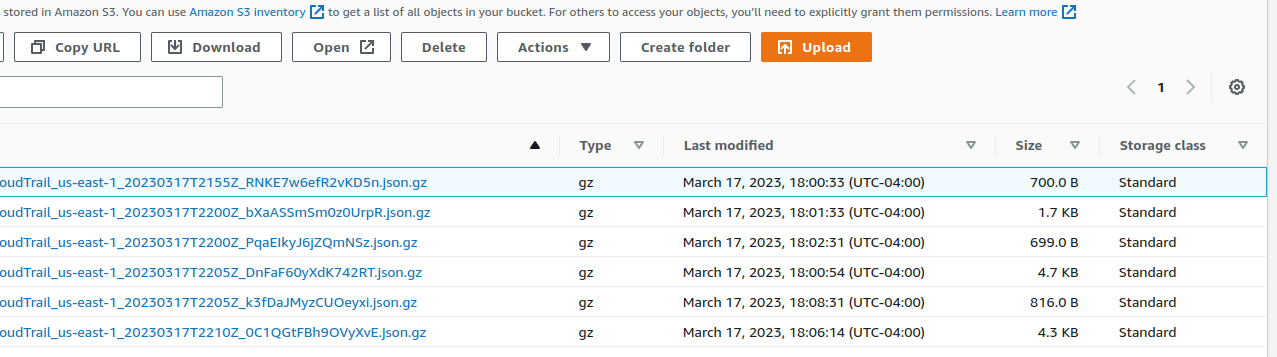 stored in Amazon S3. You can use Amazon S3 inventory to get a list of all objects in your bucket. For others to access your objects, you'll need to explicitly grant them permissions. Learn more
Copy URL Download Open Delete Actions Create folder Upload
1
Type Last modified Size Storage class
oudTrail_us-east-1_20230317T2155Z_RNKE7w6efR2vKD5n.json.gz gz March 17, 2023, 18:00:33 (UTC-04:00) 700.0 B Standard
oudTrail_us-east-1_20230317T2200Z_bXaASSmSm0z0UrpR.json.gz gz March 17, 2023, 18:01:33 (UTC-04:00) 1.7 KB Standard
oudTrail_us-east-1_20230317T2200Z_PqaEIkyJ6jZQmNSz.json.gz gz March 17, 2023, 18:02:31 (UTC-04:00) 699.0 B Standard
oudTrail_us-east-1_20230317T2205Z_DnFaF60yXdK742RT.json.gz gz March 17, 2023, 18:00:54 (UTC-04:00) 4.7 KB Standard
oudTrail_us-east-1_20230317T2205Z_k3fDaJMyzCUOeyxi.json.gz gz March 17, 2023, 18:08:31 (UTC-04:00) 816.0 B Standard
oudTrail_us-east-1_20230317T2210Z_0C1QGtFBh9OVyXvE.json.gz gz March 17, 2023, 18:06:14 (UTC-04:00) 4.3 KB Standard